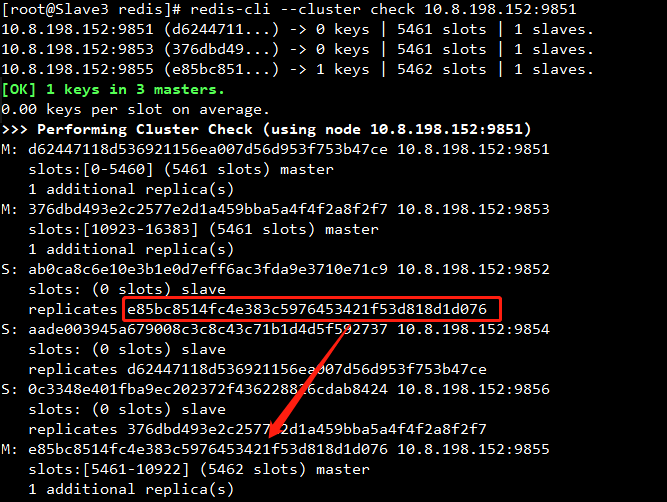 [root@Slave3 redis]# redis-cli --cluster check 10.8.198.152:9851
10.8.198.152:9851 (d6244711...) -> 0 keys | 5461 slots | 1 slaves.
10.8.198.152:9853 (376dbd49...) -> 0 keys | 5461 slots | 1 slaves.
10.8.198.152:9855 (e85bc851...) -> 1 keys | 5462 slots | 1 slaves.
[OK] 1 keys in 3 masters.
0.00 keys per slot on average.
>>> Performing Cluster Check (using node 10.8.198.152:9851)
M: d62447118d536921156ea007d56d953f753b47ce 10.8.198.152:9851
slots:[0-5460] (5461 slots) master
1 additional replica(s)
M: 376dbd493e2c2577e2d1a459bba5a4f4f2a8f2f7 10.8.198.152:9853
slots:[10923-16383] (5461 slots) master
1 additional replica(s)
S: ab0ca8c6e10e3b1e0d7eff6ac3fda9e3710e71c9 10.8.198.152:9852
slots: (0 slots) slave
replicates e85bc8514fc4e383c5976453421f53d818d1d076
S: aade003945a679008c3c8c43c71b1d4d5f592737 10.8.198.152:9854
slots: (0 slots) slave
replicates d62447118d536921156ea007d56d953f753b47ce
S: 0c3348e401fba9ec202372f436228826cdab8424 10.8.198.152:9856
slots: (0 slots) slave
replicates 376dbd493e2c2577e2d1a459bba5a4f4f2a8f2f7
M: e85bc8514fc4e383c5976453421f53d818d1d076 10.8.198.152:9855
slots:[5461-10922] (5462 slots) master
1 additional replica(s)